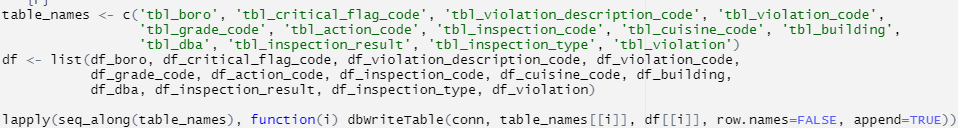 table_names <- c('tbl_boro', 'tbl_critical_flag_code', 'tbl_violation_description_code', 'tbl_violation_code',
'tbl_grade_code', 'tbl_action_code', 'tbl_inspection_code', 'tbl_cuisine_code', 'tbl_building',
'tbl_dba', 'tbl_inspection_result', 'tbl_inspection_type', 'tbl_violation')
df <- list(df_boro, df_critical_flag_code, df_violation_description_code, df_violation_code,
df_grade_code, df_action_code, df_inspection_code, df_cuisine_code, df_building,
df_dba, df_inspection_result, df_inspection_type, df_violation)
lapply(seq_along(table_names), function(i) dbWriteTable(conn, table_names[[i]], df[[i]], row.names=FALSE, append=TRUE))